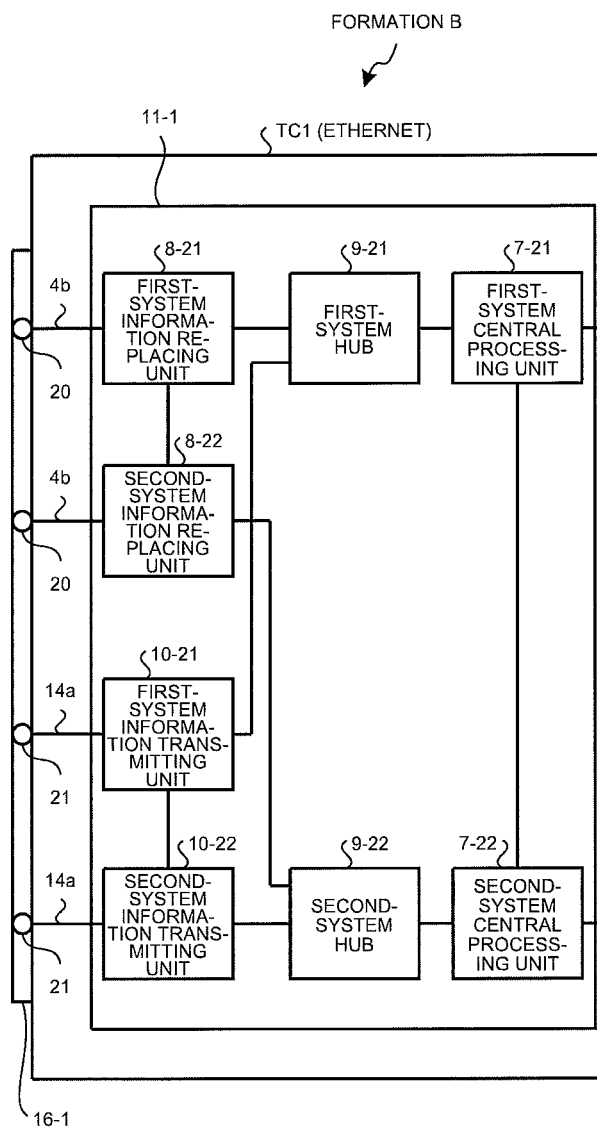 FORMATION B
11-1
TC1 (ETHERNET)
8-21
9-21
7-21
4b
FIRST-
SYSTEM
INFORMA-
TION RE-
PLACING
UNIT
FIRST-
SYSTEM
HUB
FIRST-
SYSTEM
CENTRAL
PROCESS-
ING UNIT
20
8-22
4b
SECOND-
SYSTEM
INFORMA-
TION RE-
PLACING
UNIT
20
10-21
14a
FIRST-
SYSTEM
INFORMA-
TION TRANS-
MITTING
UNIT
21
10-22
9-22
7-22
14a
SECOND-
SYSTEM
INFORMA-
TION TRANS-
MITTING
UNIT
SECOND-
SYSTEM
HUB
SECOND-
SYSTEM
CENTRAL
PROCESS-
ING UNIT
21
16-1